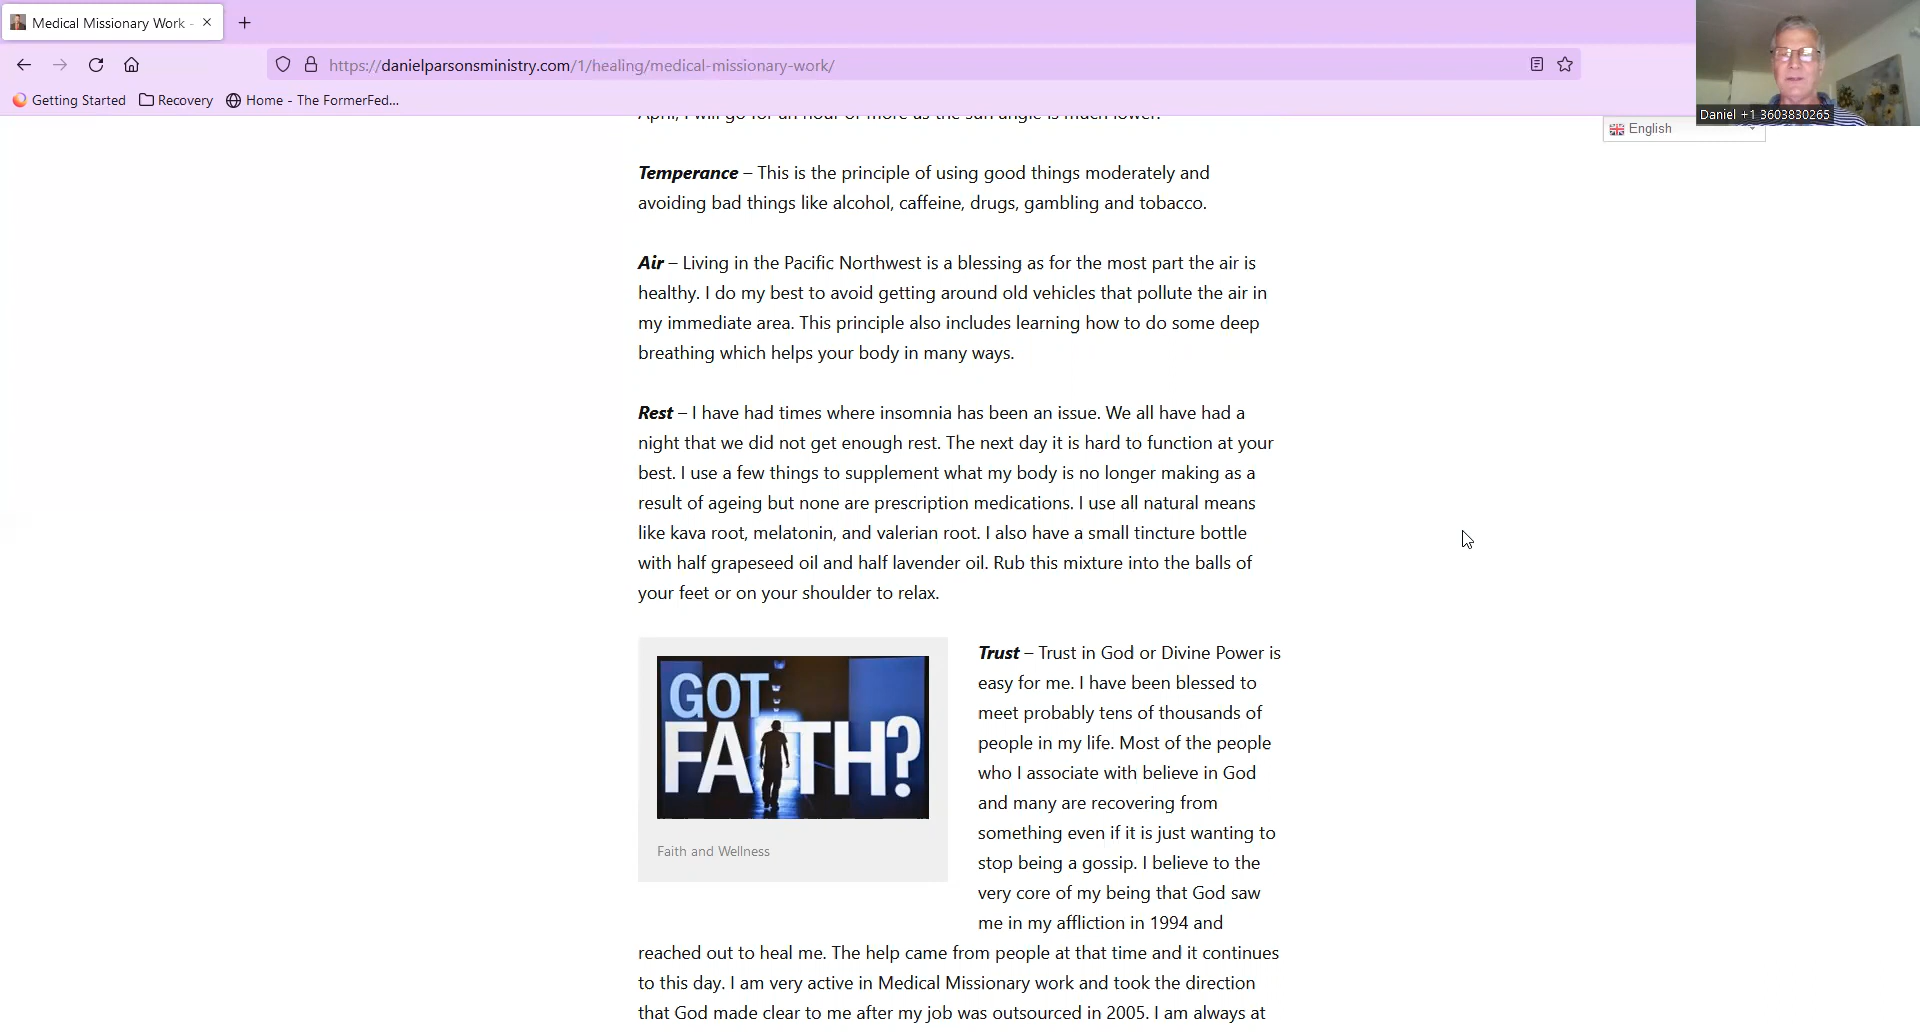 Medical Missionary Work -
https://danielparsonsministry.com/1/healing/medical-missionary-work/
Getting Started
Recovery
Home - The FormerFed...
Daniel +1 3603830265
English
April, I will go for an hour or more as the sun angle is much lower.
Temperance – This is the principle of using good things moderately and
avoiding bad things like alcohol, caffeine, drugs, gambling and tobacco.
Air – Living in the Pacific Northwest is a blessing as for the most part the air is
healthy. I do my best to avoid getting around old vehicles that pollute the air in
my immediate area. This principle also includes learning how to do some deep
breathing which helps your body in many ways.
Rest – I have had times where insomnia has been an issue. We all have had a
night that we did not get enough rest. The next day it is hard to function at your
best. I use a few things to supplement what my body is no longer making as a
result of ageing but none are prescription medications. I use all natural means
like kava root, melatonin, and valerian root. I also have a small tincture bottle
with half grapeseed oil and half lavender oil. Rub this mixture into the balls of
your feet or on your shoulder to relax.
GOT
FAITH?
Faith and Wellness
Trust – Trust in God or Divine Power is
easy for me. I have been blessed to
meet probably tens of thousands of
people in my life. Most of the people
who I associate with believe in God
and many are recovering from
something even if it is just wanting to
stop being a gossip. I believe to the
very core of my being that God saw
me in my affliction in 1994 and
reached out to heal me. The help came from people at that time and it continues
to this day. I am very active in Medical Missionary work and took the direction
that God made clear to me after my job was outsourced in 2005. I am always at